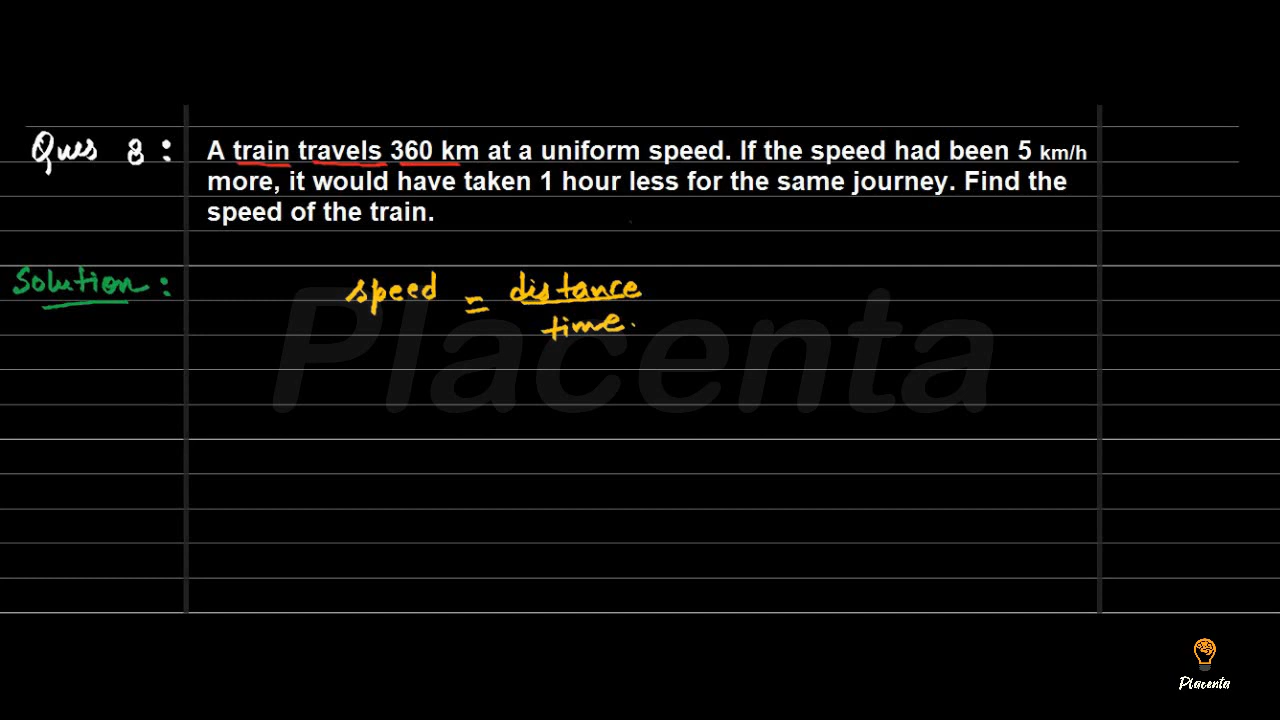 Ques 8 :
A train travels 360 km at a uniform speed. If the speed had been 5 km/h
more, it would have taken 1 hour less for the same journey. Find the
speed of the train.
Solution :
speed = distance
time.
Placenta
Placenta